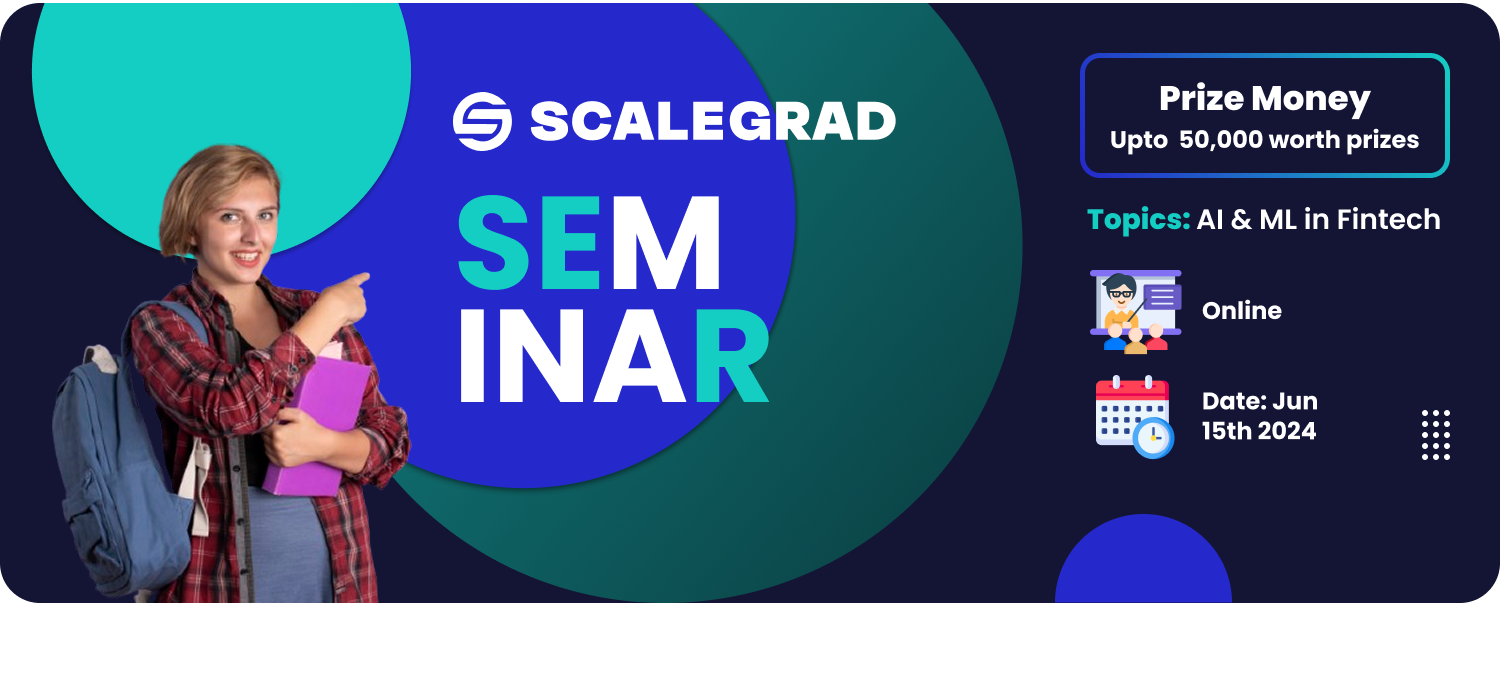 SCALEGRAD
SEM
INAR
Prize Money
Upto 50,000 worth prizes
Topics: AI & ML in Fintech
Online
Date: Jun
15th 2024